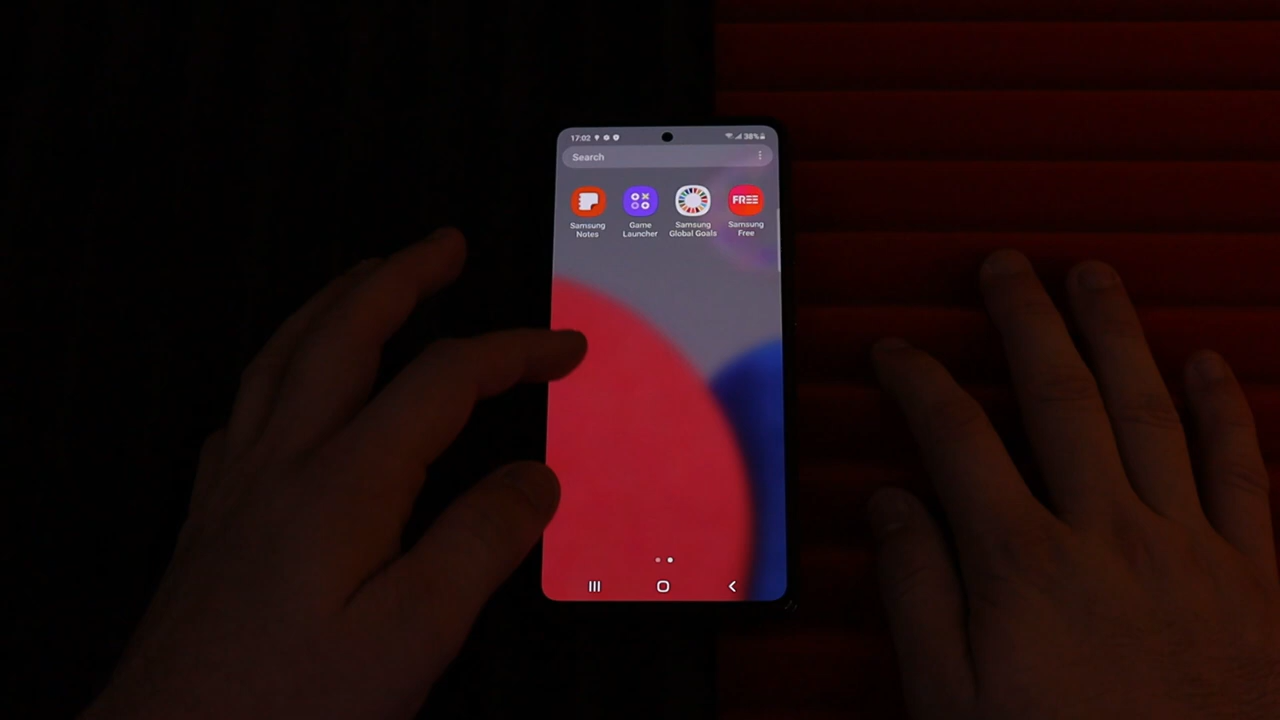 17:02 38%
Search
Samsung Notes
Game Launcher
Samsung Global Goals
FREE
Samsung Free